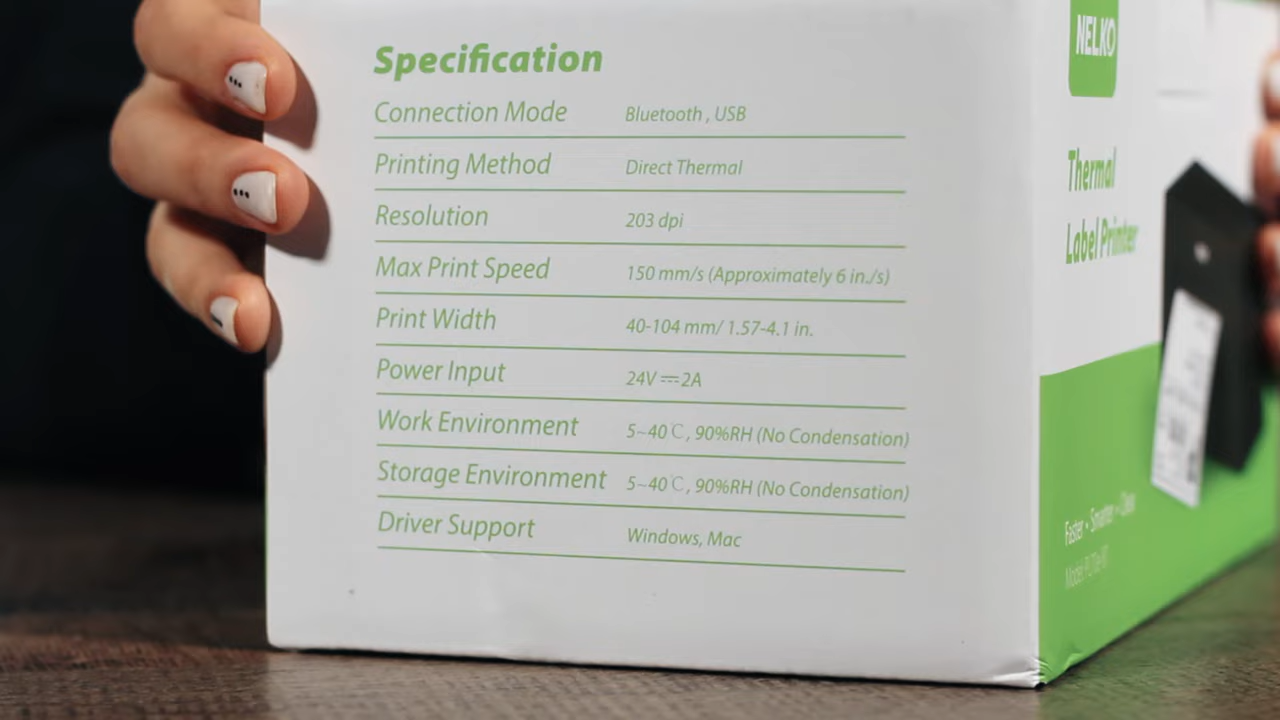 Specification
Connection Mode Bluetooth , USB
Printing Method Direct Thermal
Resolution 203 dpi
Max Print Speed 150 mm/s (Approximately 6 in./s)
Print Width 40-104 mm/ 1.57-4.1 in.
Power Input 24V⎓2A
Work Environment 5~40℃, 90%RH (No Condensation)
Storage Environment 5~40℃, 90%RH (No Condensation)
Driver Support Windows, Mac
NELKO
Thermal
Label Printer
Faster • Smarter •